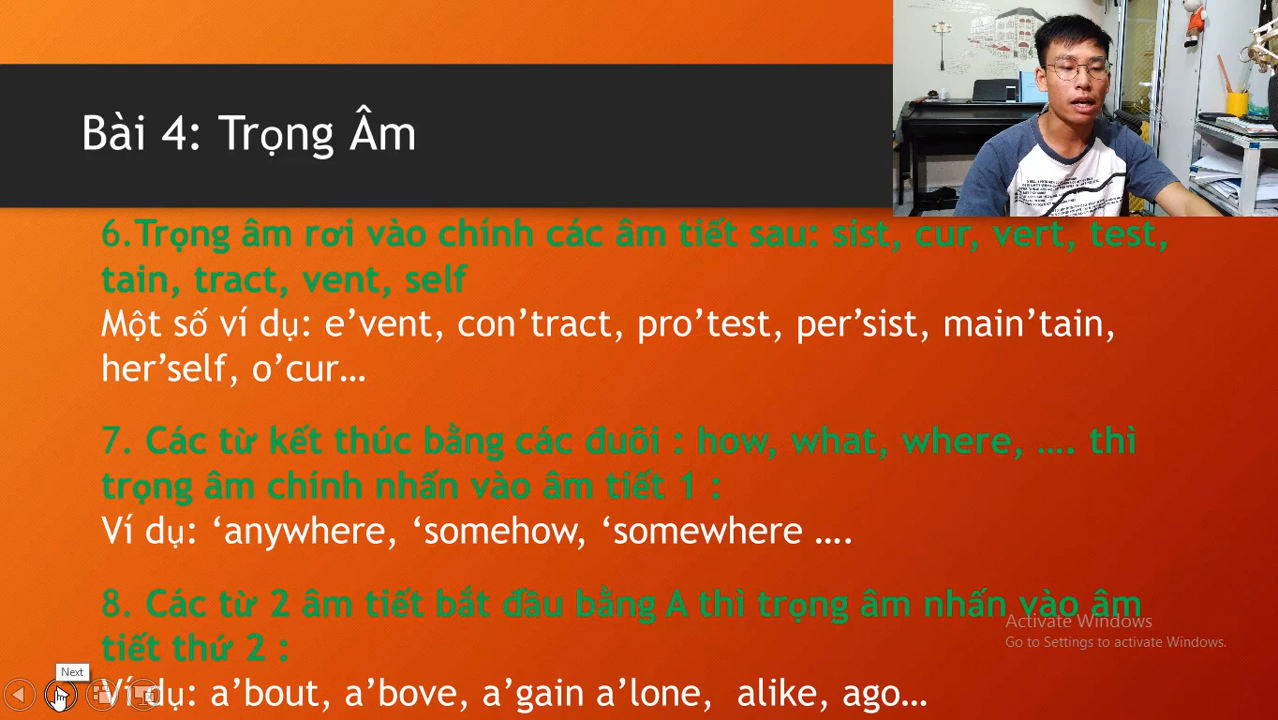 Bài 4: Trọng Âm
6.Trọng âm rơi vào chính các âm tiết sau: sist, cur, vert, test,
tain, tract, vent, self
Một số ví dụ: e’vent, con’tract, pro’test, per’sist, main’tain,
her’self, o’cur…
7. Các từ kết thúc bằng các đuôi : how, what, where, …. thì
trọng âm chính nhấn vào âm tiết 1 :
Ví dụ: ‘anywhere, ‘somehow, ‘somewhere ….
8. Các từ 2 âm tiết bắt đầu bằng A thì trọng âm nhấn vào âm
tiết thứ 2 :
Activate Windows
Go to Settings to activate Windows.
Next
Ví dụ: a’bout, a’bove, a’gain a’lone, alike, ago…